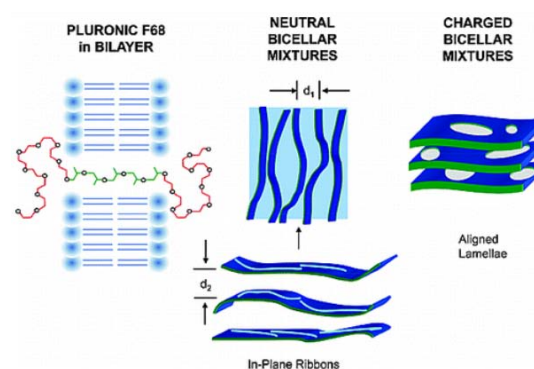 PLURONIC F68
in BILAYER
NEUTRAL
BICELLAR
MIXTURES
d₁
d₂
In-Plane Ribbons
CHARGED
BICELLAR
MIXTURES
Aligned
Lamellae